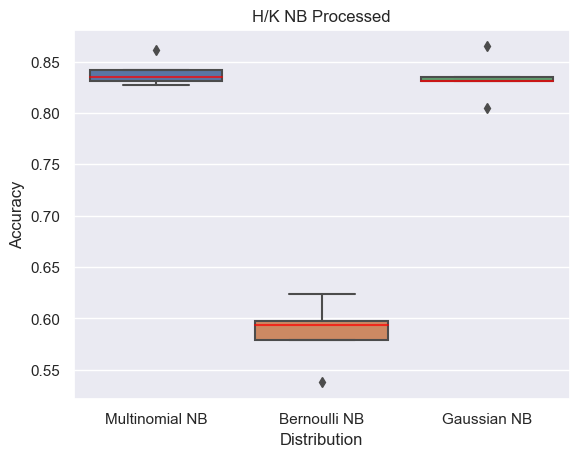 H/K NB Processed
Accuracy
0.85
0.80
0.75
0.70
0.65
0.60
0.55
Multinomial NB
Bernoulli NB
Gaussian NB
Distribution